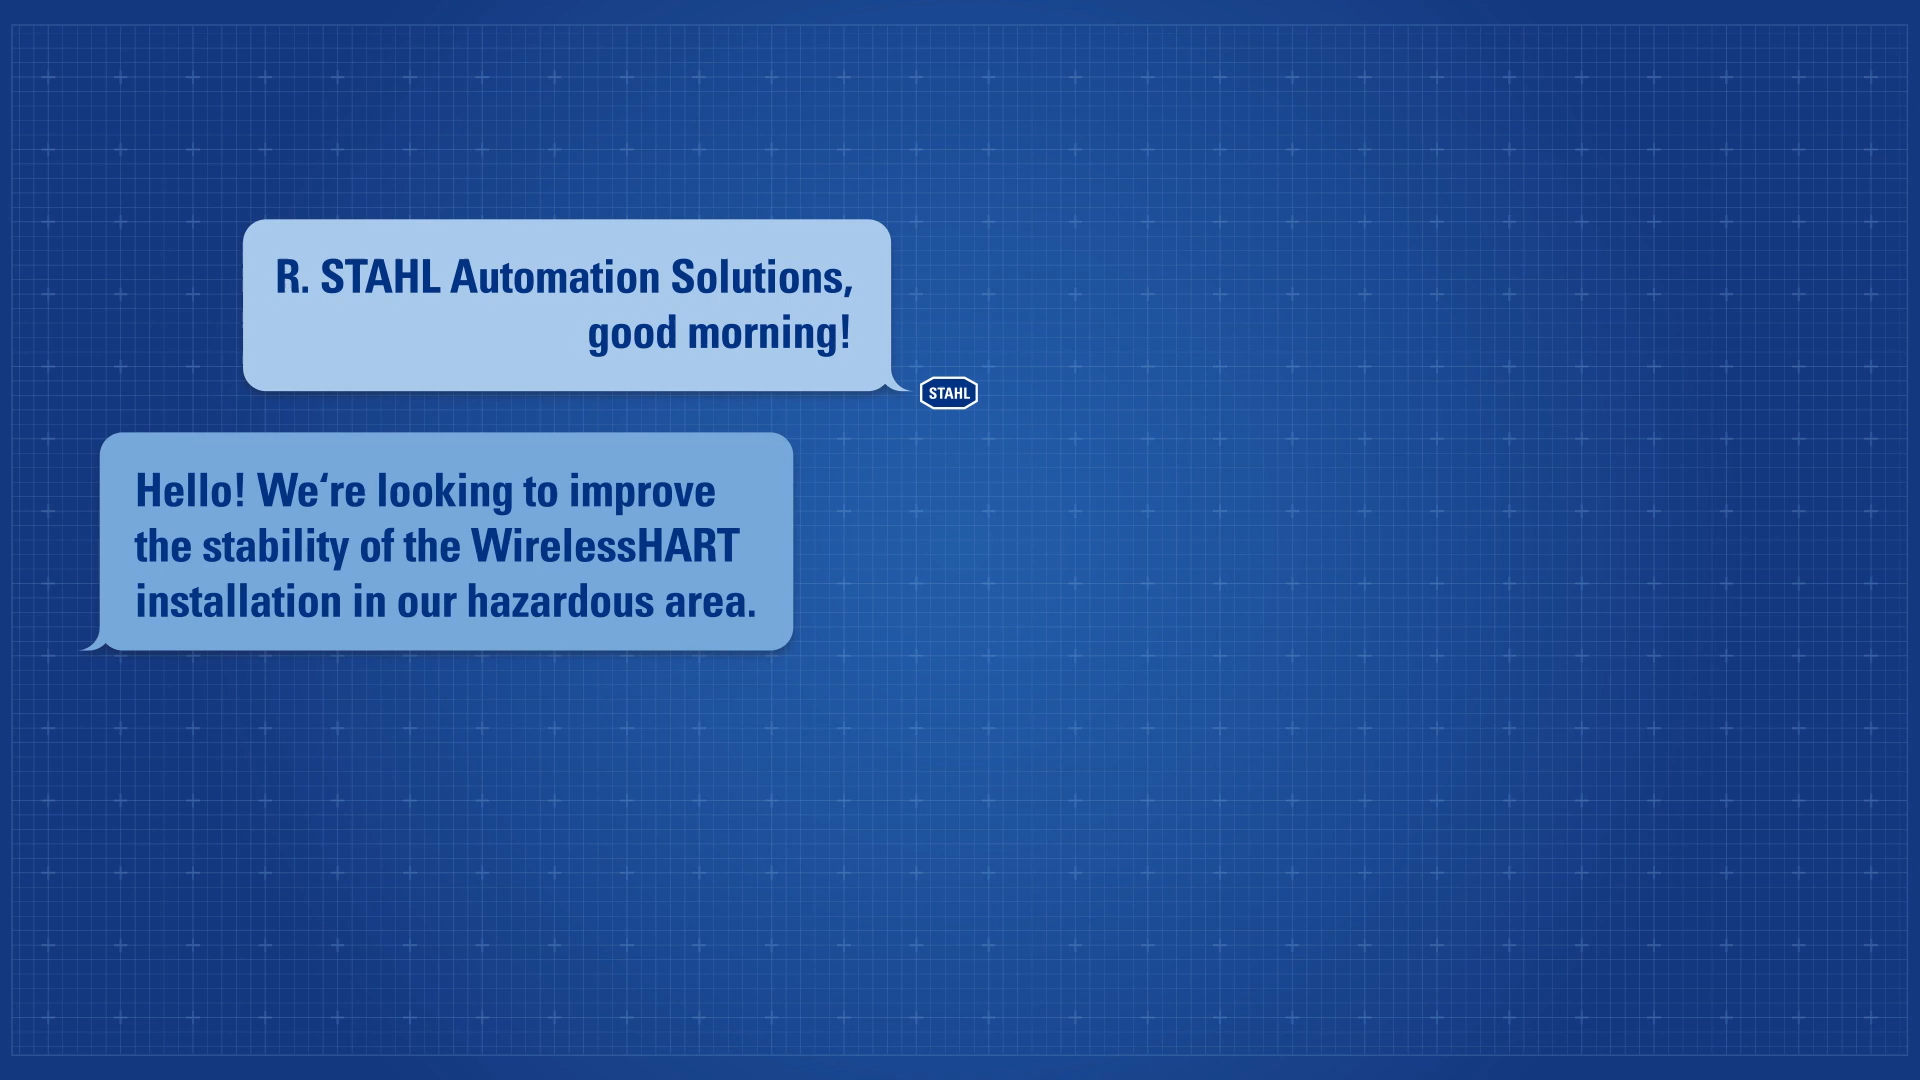 R. STAHL Automation Solutions,
good morning!
STAHL
Hello! We‘re looking to improve
the stability of the WirelessHART
installation in our hazardous area.